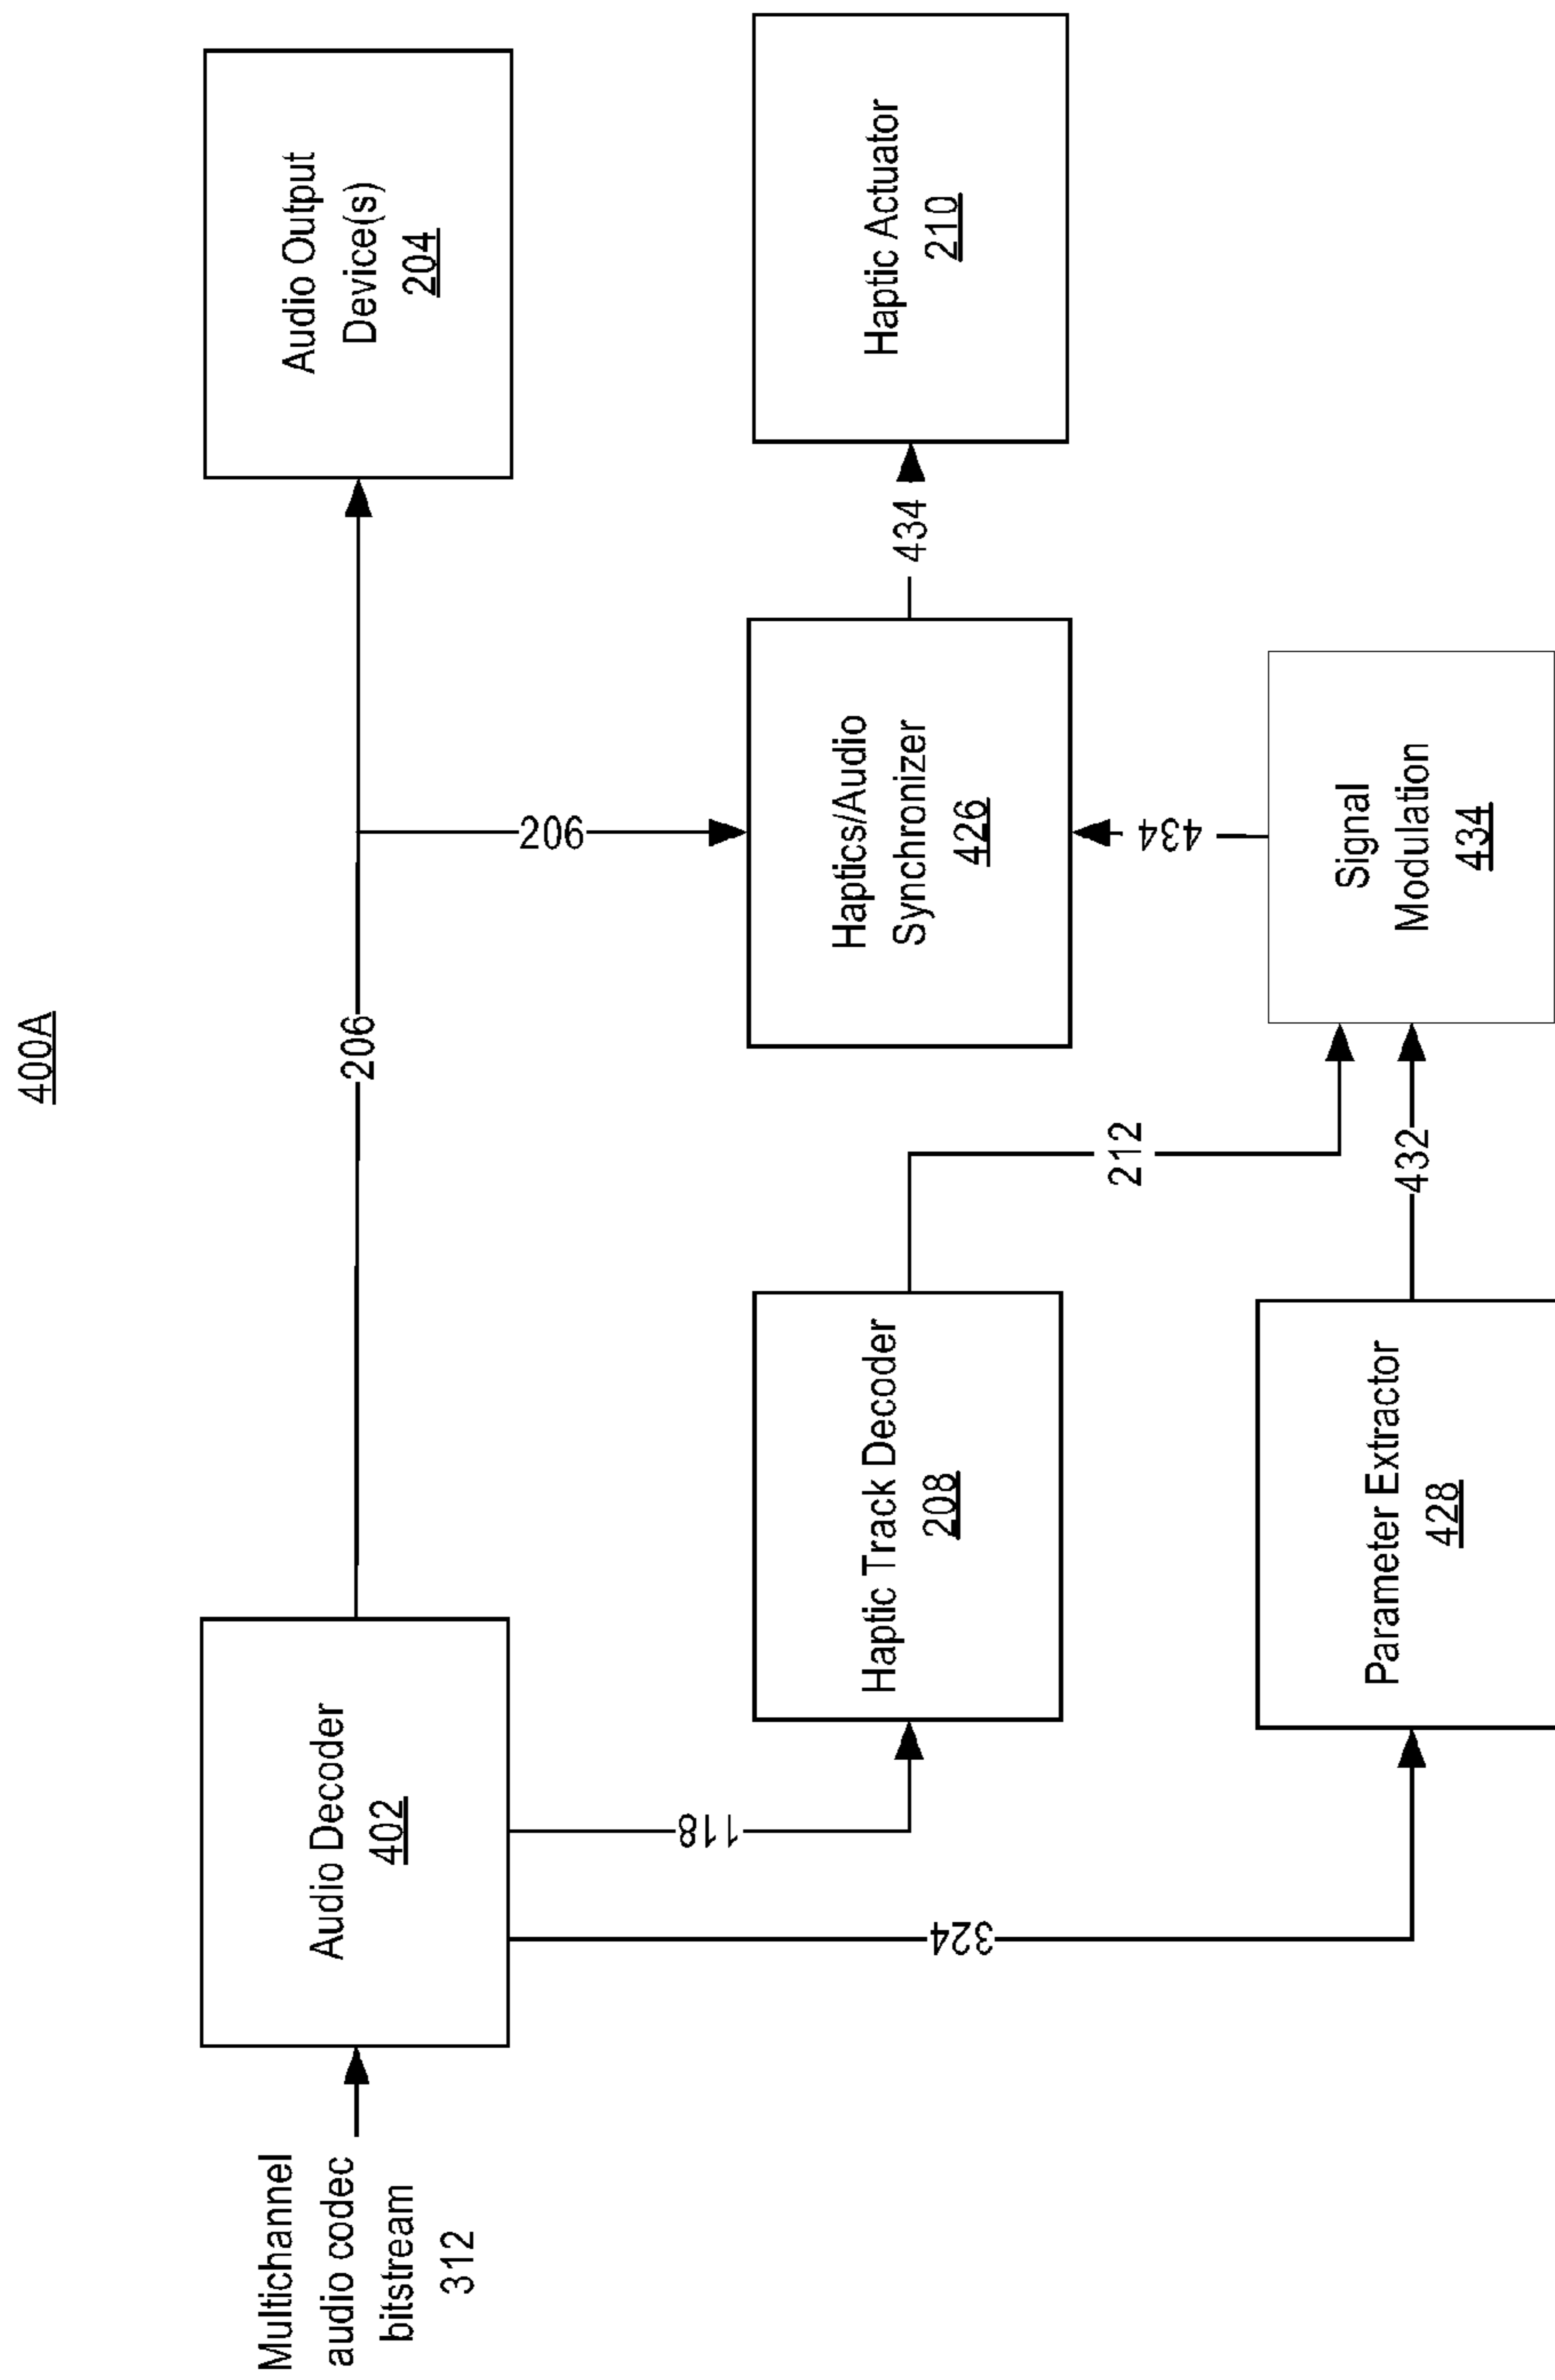 400A
Multichannel
audio codec
bitstream
312
Audio Decoder
402
206
Audio Output
Device(s)
204
206
118
324
Haptic Track Decoder
208
212
Haptics/Audio
Synchronizer
426
434
Haptic Actuator
210
434
Parameter Extractor
428
432
Signal
Modulation
434